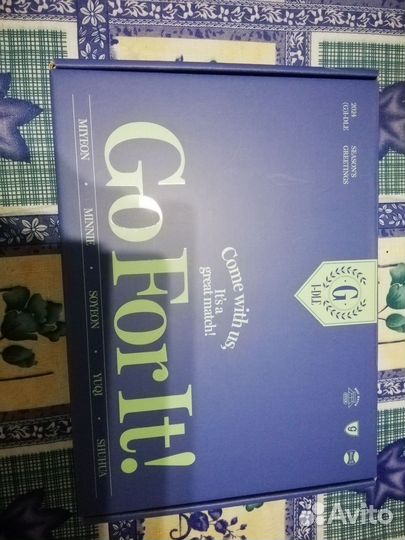 2024
(G)I-DLE
SEASON'S
GREETINGS
G
I-DLE
Come with us,
It's a
great match!
Go For It!
MIYEON • MINNIE • SOYEON • YUQI • SHUHUA
Avito